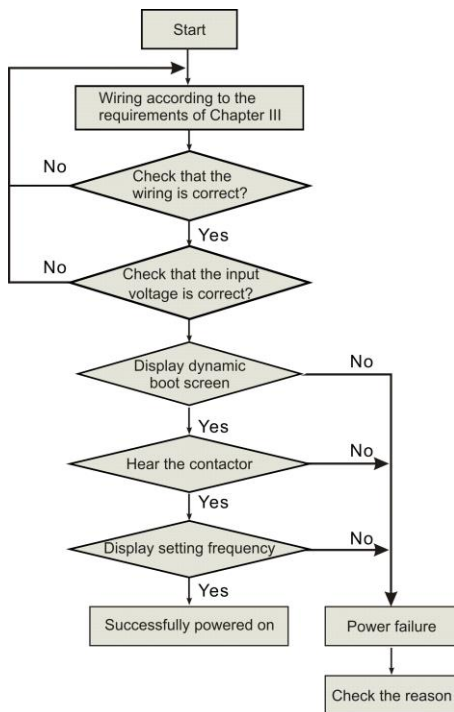 Start
Wiring according to the
requirements of Chapter III
No
Check that the
wiring is correct?
Yes
No
Check that the input
voltage is correct?
Display dynamic
boot screen
No
Yes
Hear the contactor
No
Yes
Display setting frequency
No
Yes
Successfully powered on
Power failure
Check the reason